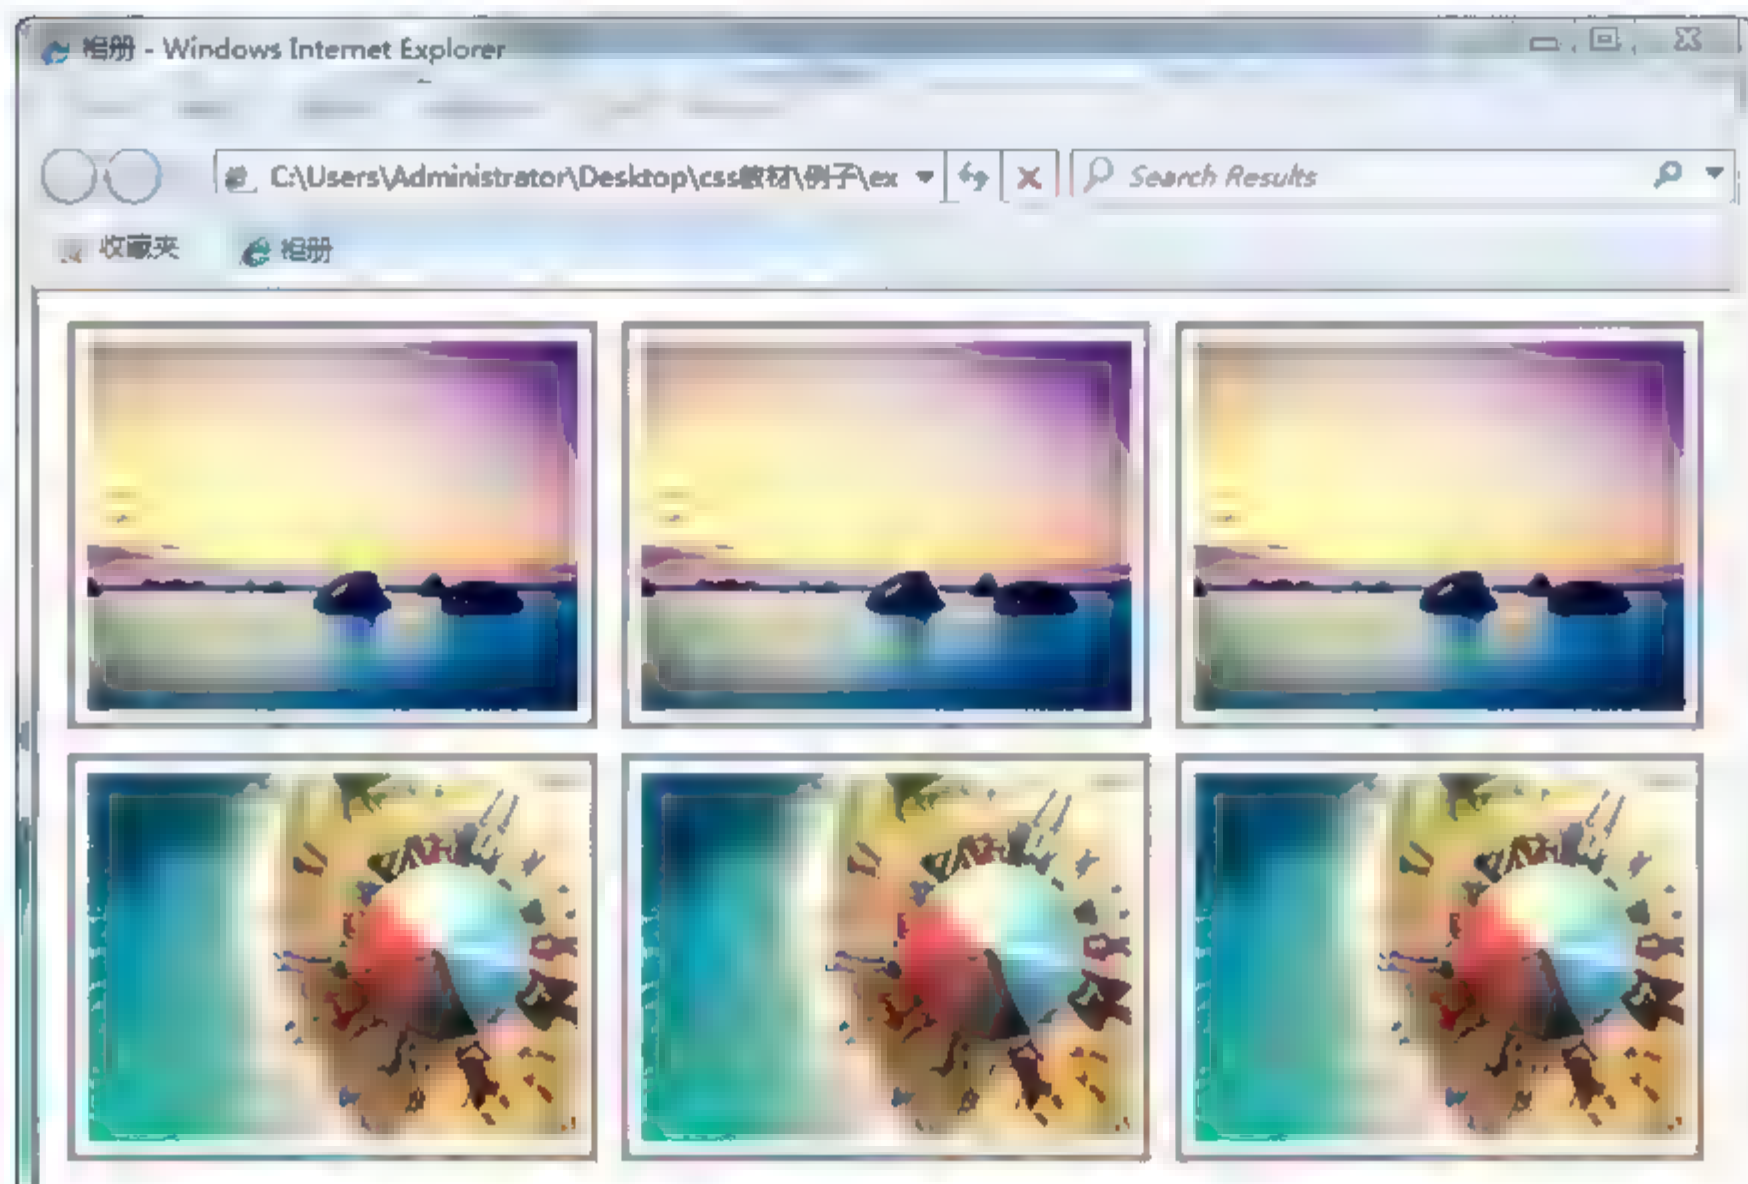 相册 - Windows Internet Explorer
C:\Users\Administrator\Desktop\css教材\例子\ex
Search Results
收藏夹
相册